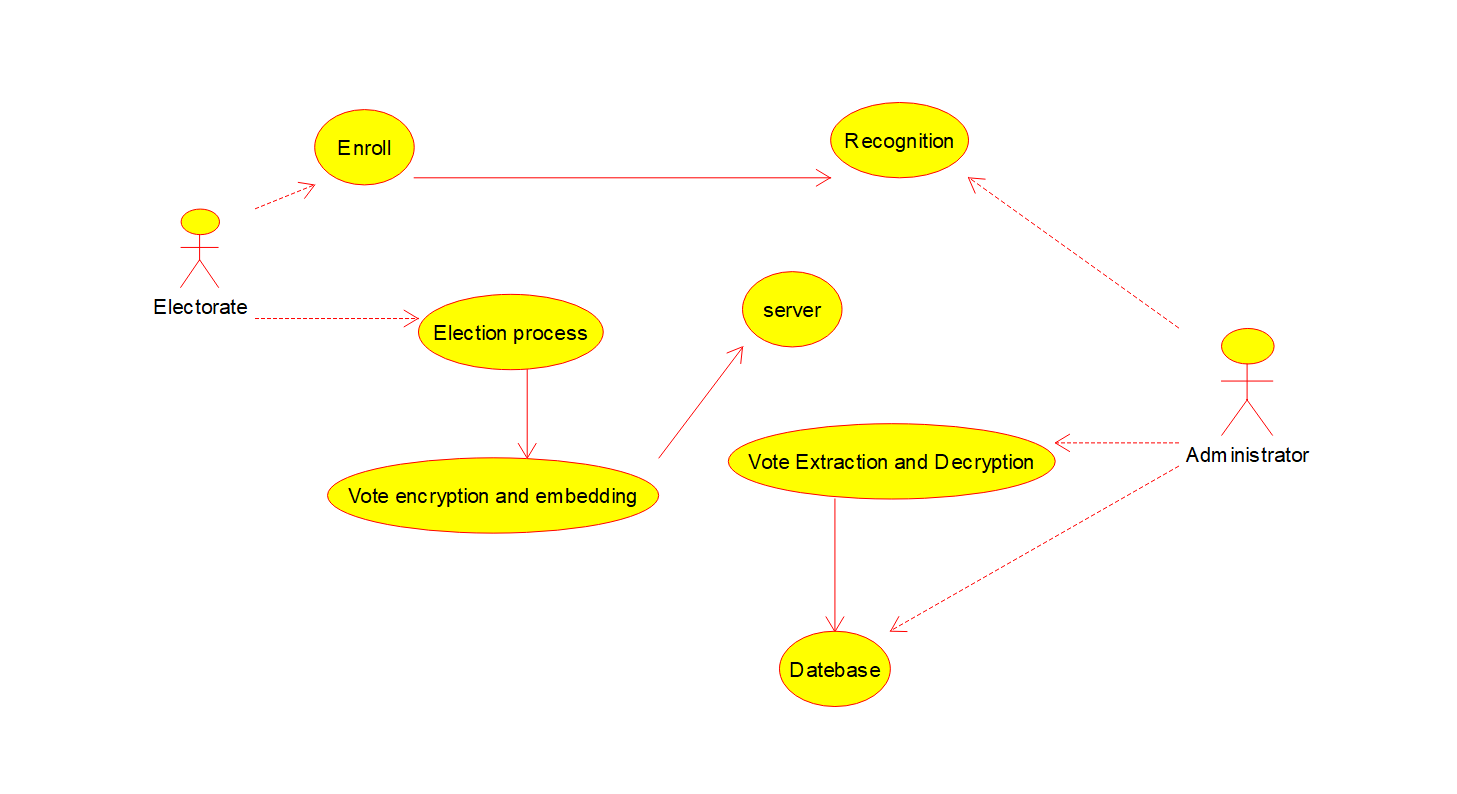 Enroll
Recognition
Electorate
server
Election process
Administrator
Vote Extraction and Decryption
Vote encryption and embedding
Datebase